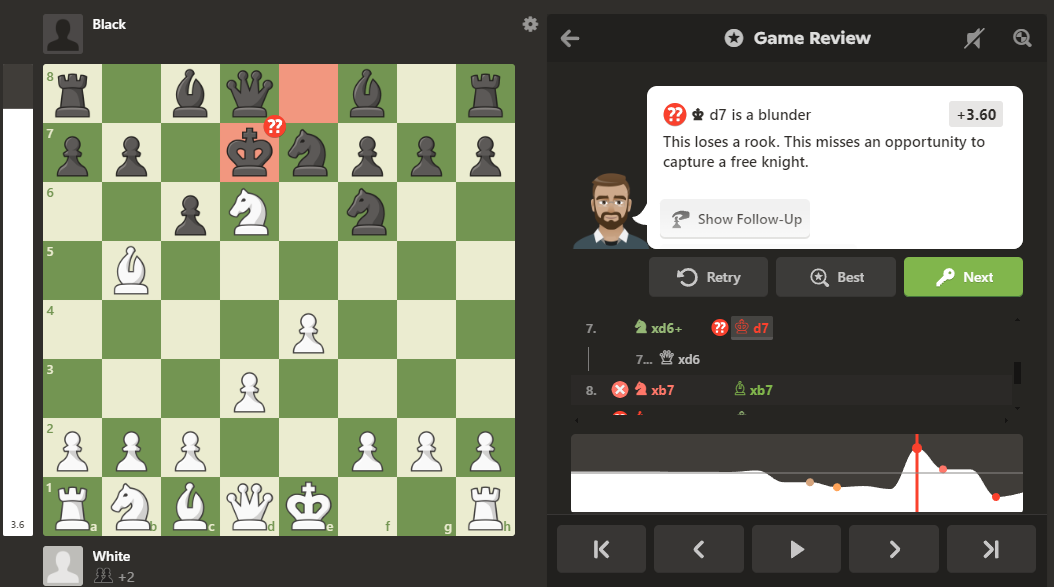 Black
8
7
6
5
4
3
2
1
a
b
c
d
e
f
g
h
??
3.6
White
+2
Game Review
?? d7 is a blunder
+3.60
This loses a rook. This misses an opportunity to
capture a free knight.
Show Follow-Up
Retry
Best
Next
7. xd6+ ?? d7
7... xd6
8. xb7 xb7